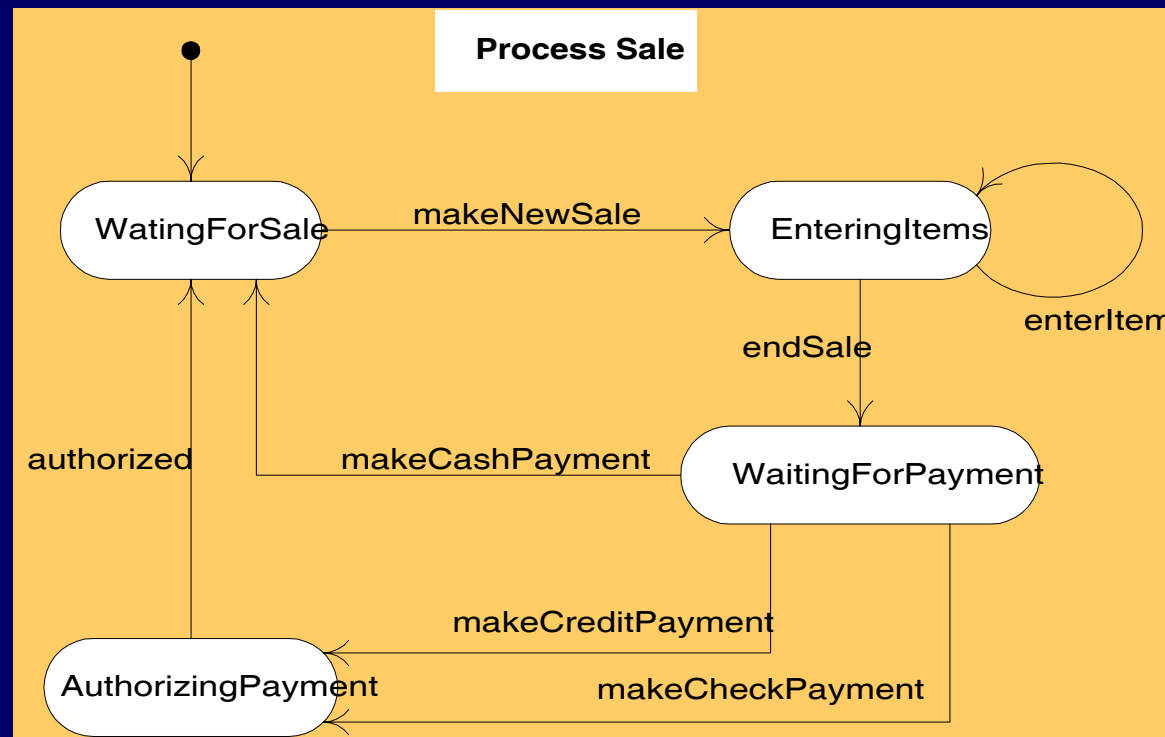 Process Sale
WatingForSale
makeNewSale
EnteringItems
enterItem
endSale
authorized
makeCashPayment
WaitingForPayment
makeCreditPayment
AuthorizingPayment
makeCheckPayment